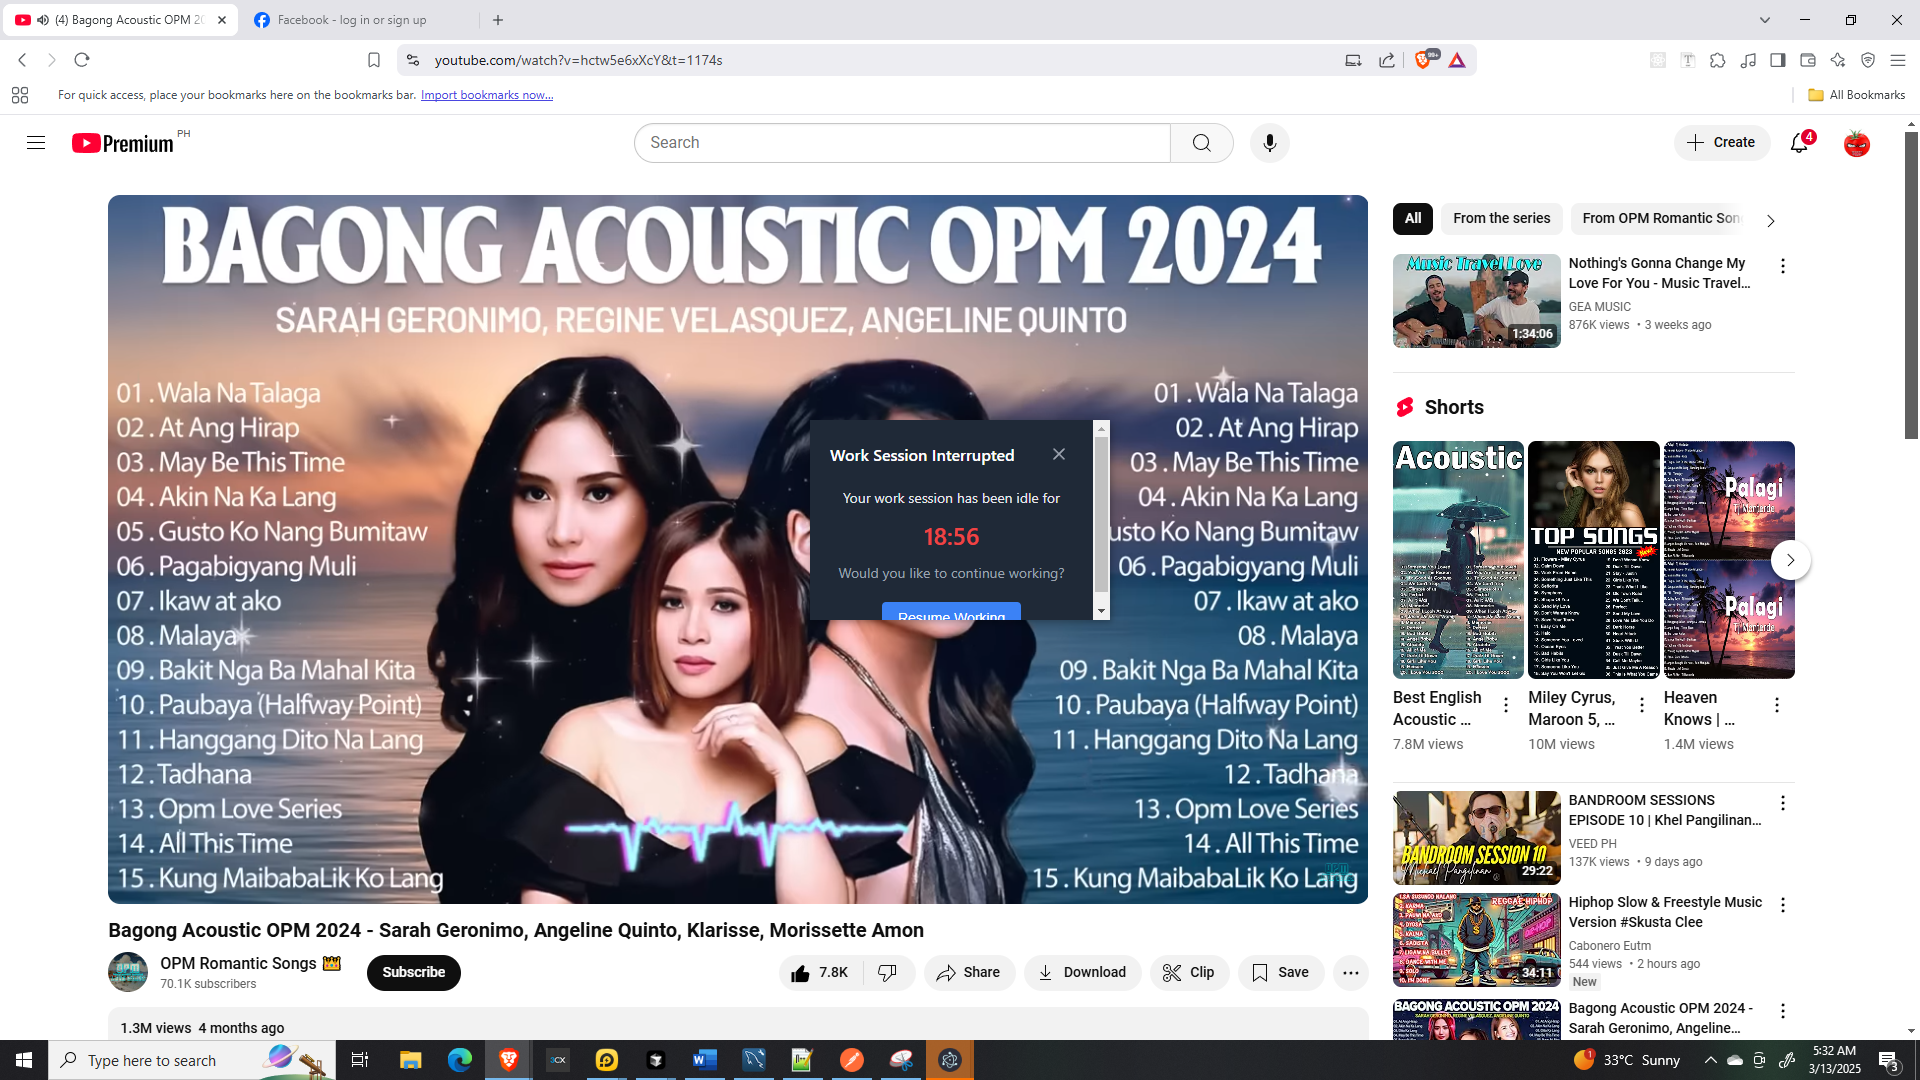 (4) Bagong Acoustic OPM 20
Facebook - log in or sign up
youtube.com/watch?v=hctw5e6xXcY&t=1174s
99+
For quick access, place your bookmarks here on the bookmarks bar. Import bookmarks now...
All Bookmarks
Premium PH
Search
Create
4
BAGONG ACOUSTIC OPM 2024
SARAH GERONIMO, REGINE VELASQUEZ, ANGELINE QUINTO
01 . Wala Na Talaga
02 . At Ang Hirap
03 . May Be This Time
04 . Akin Na Ka Lang
05 . Gusto Ko Nang Bumitaw
06 . Pagabigyang Muli
07 . Ikaw at ako
08 . Malaya
09 . Bakit Nga Ba Mahal Kita
10 . Paubaya (Halfway Point)
11 . Hanggang Dito Na Lang
12 . Tadhana
13 . Opm Love Series
14 . All This Time
15 . Kung MaibabaLik Ko Lang
01 . Wala Na Talaga
02 . At Ang Hirap
03 . May Be This Time
04 . Akin Na Ka Lang
usto Ko Nang Bumitaw
06 . Pagabigyang Muli
07 . Ikaw at ako
08 . Malaya
09 . Bakit Nga Ba Mahal Kita
10 . Paubaya (Halfway Point)
11 . Hanggang Dito Na Lang
12 . Tadhana
13 . Opm Love Series
14 . All This Time
15 . Kung MaibabaLik Ko Lang
Work Session Interrupted
Your work session has been idle for
18:56
Would you like to continue working?
Resume Working
Bagong Acoustic OPM 2024 - Sarah Geronimo, Angeline Quinto, Klarisse, Morissette Amon
OPM Romantic Songs
70.1K subscribers
Subscribe
7.8K
Share
Download
Clip
Save
1.3M views 4 months ago
All
From the series
From OPM Romantic Son
Music Travel Love
1:34:06
Nothing's Gonna Change My
Love For You - Music Travel...
GEA MUSIC
876K views • 3 weeks ago
Shorts
Acoustic
TOP SONGS
NEW POPULAR SONGS 2023
Palagi
Palagi
Best English
Acoustic ...
7.8M views
Miley Cyrus,
Maroon 5, ...
10M views
Heaven
Knows | ...
1.4M views
BANDROOM SESSION 10
Michael Pangilinan
29:22
BANDROOM SESSIONS
EPISODE 10 | Khel Pangilinan...
VEED PH
137K views • 9 days ago
REGGAE HIPHOP
34:11
Hiphop Slow & Freestyle Music
Version #Skusta Clee
Cabonero Eutm
544 views • 2 hours ago
New
BAGONG ACOUSTIC OPM 2024
SARAH GERONIMO, REGINE VELASQUEZ, ANGELINE QUINTO
Bagong Acoustic OPM 2024 -
Sarah Geronimo, Angeline...
Type here to search
3CX
1
33°C Sunny
5:32 AM
3/13/2025
3